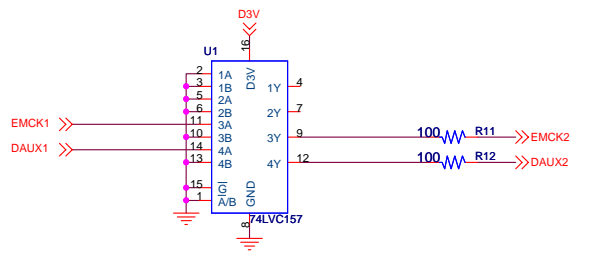 D3V
U1
16
D3V
2 1A 1Y 4
3 1B
5 2A 2Y 7
6 2B
EMCK1 11 3A 3Y 9 100 R11 EMCK2
10 3B
DAUX1 14 4A 4Y 12 100 R12 DAUX2
13 4B
15 G
1 A/B GND
8 74LVC157